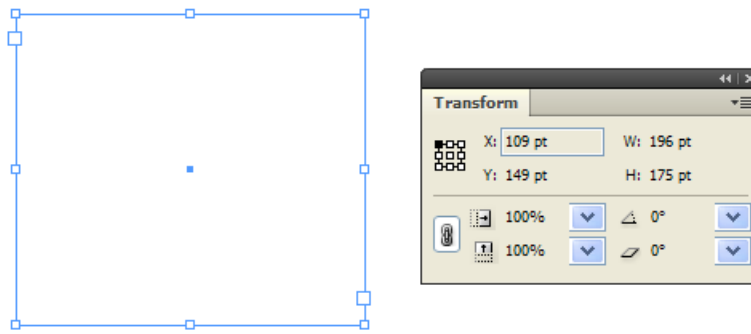 Transform
X: 109 pt W: 196 pt
Y: 149 pt H: 175 pt
100% 0°
100% 0°